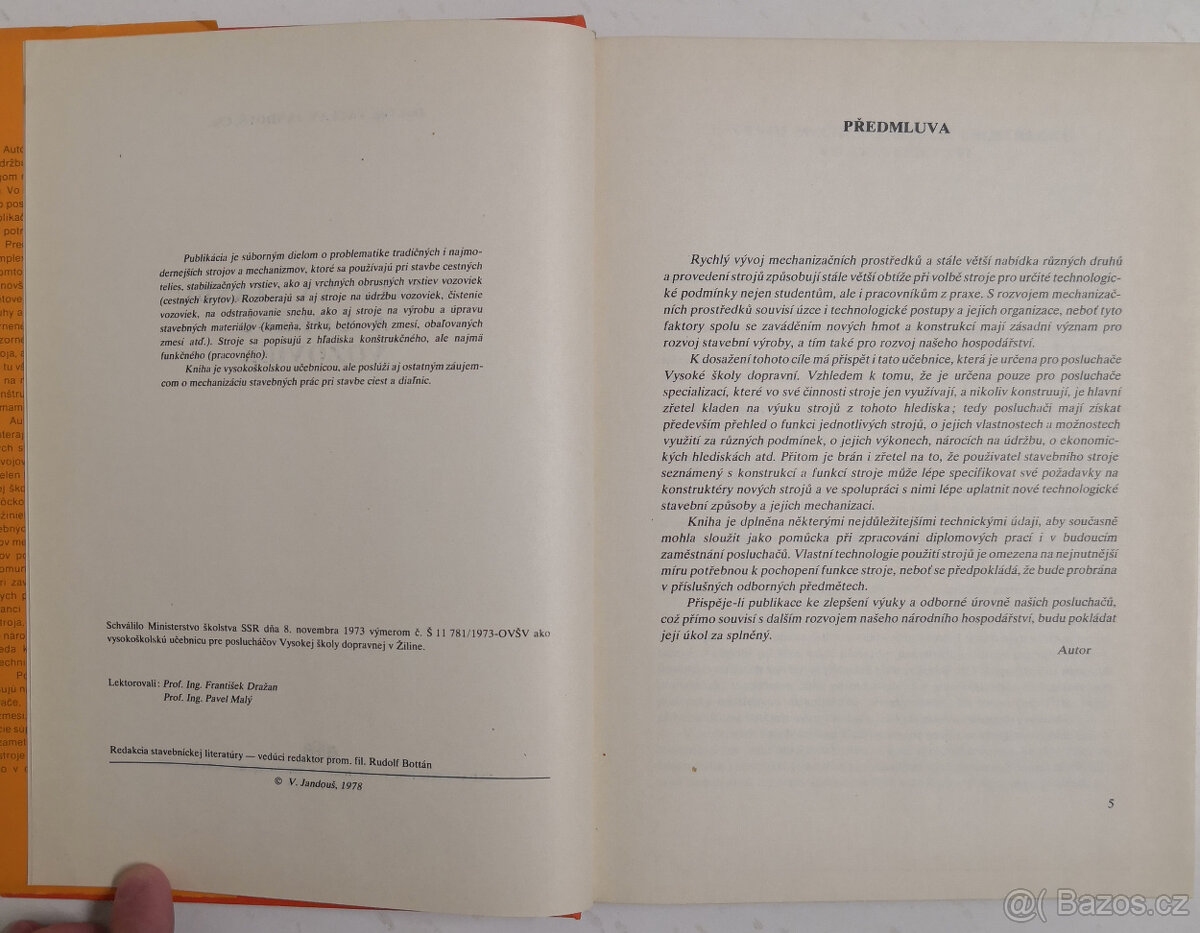 Publikácia je súborným dielom o problematike tradičných i najmo-
dernejších strojov a mechanizmov, ktoré sa používajú pri stavbe cestných
telies, stabilizačných vrstiev, ako aj vrchných obrusných vrstiev vozoviek
(cestných krytov). Rozoberajú sa aj stroje na údržbu vozoviek, čistenie
vozoviek, na odstraňovanie snehu, ako aj stroje na výrobu a úpravu
stavebných materiálov (kameňa, štrku, betónových zmesí, obaľovaných
zmesí atď.). Stroje sa popisujú z hľadiska konštrukčného, ale najmä
funkčného (pracovného).
Kniha je vysokoškolskou učebnicou, ale poslúži aj ostatným záujem-
com o mechanizáciu stavebných prác pri stavbe ciest a diaľnic.
Schválilo Ministerstvo školstva SSR dňa 8. novembra 1973 výmerom č. Š 11 781/1973-OVŠV ako
vysokoškolskú učebnicu pre poslucháčov Vysokej školy dopravnej v Žiline.
Lektorovali: Prof. Ing. František Dražan
Prof. Ing. Pavel Malý
Redakcia stavebníckej literatúry — vedúci redaktor prom. fil. Rudolf Bottán
© V. Jandouš, 1978
PŘEDMLUVA
Rychlý vývoj mechanizačních prostředků a stále větší nabídka různých druhů
a provedení strojů způsobují stále větší obtíže při volbě stroje pro určité technologic-
ké podmínky nejen studentům, ale i pracovníkům z praxe. S rozvojem mechanizač-
ních prostředků souvisí úzce i technologické postupy a jejich organizace, neboť tyto
faktory spolu se zaváděním nových hmot a konstrukcí mají zásadní význam pro
rozvoj stavební výroby, a tím také pro rozvoj našeho hospodářství.
K dosažení tohoto cíle má přispět i tato učebnice, která je určena pro posluchače
Vysoké školy dopravní. Vzhledem k tomu, že je určena pouze pro posluchače
specializací, které vo své činnosti stroje jen využívají, a nikoliv konstruují, je hlavní
zřetel kladen na výuku strojů z tohoto hlediska; tedy posluchači mají získat
především přehled o funkci jednotlivých strojů, o jejich vlastnostech a možnostech
využití za různých podmínek, o jejich výkonech, nárocích na údržbu, o ekonomic-
kých hlediskách atd. Přitom je brán i zřetel na to, že používatel stavebního stroje
seznámený s konstrukcí a funkcí stroje může lépe specifikovat své požadavky na
konstruktéry nových strojů a ve spolupráci s nimi lépe uplatnit nové technologické
stavební způsoby a jejich mechanizaci.
Kniha je dplněna některými nejdůležitejšími technickými údaji, aby současně
mohla sloužit jako pomůcka při zpracování diplomových prací i v budoucím
zaměstnání posluchačů. Vlastní technologie použití strojů je omezena na nejnutnější
míru potřebnou k pochopení funkce stroje, neboť se předpokládá, že bude probrána
v příslušných odborných předmětech.
Přispěje-li publikace ke zlepšení výuky a odborné úrovně našich posluchačů,
což přímo souvisí s dalším rozvojem našeho národního hospodářství, budu pokládat
její úkol za splněný.
Autor
5
@( Bazos.cz